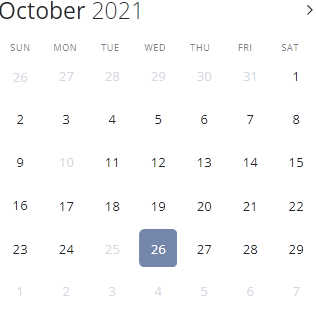 October 2021
SUN MON TUE WED THU FRI SAT
26 27 28 29 30 31 1
2 3 4 5 6 7 8
9 10 11 12 13 14 15
16 17 18 19 20 21 22
23 24 25 26 27 28 29
1 2 3 4 5 6 7